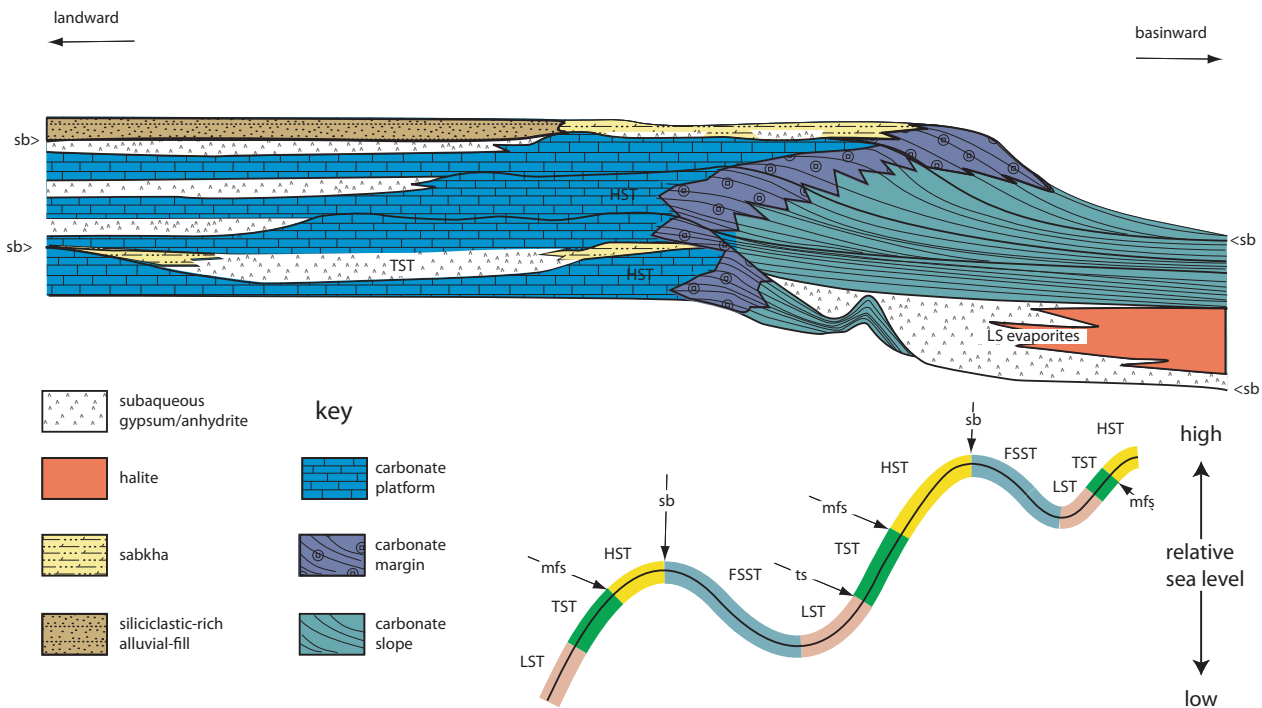 landward
basinward
sb>
HST
sb>
<sb
TST
HST
LS evaporites
<sb
subaqueous
gypsum/anhydrite
key
halite
carbonate
platform
sabkha
carbonate
margin
siliciclastic-rich
alluvial-fill
carbonate
slope
sb
HST
high
FSST
HST
TST
LST
mfs
sb
mfs
TST
relative
sea level
HST
mfs
FSST
ts
TST
LST
LST
low